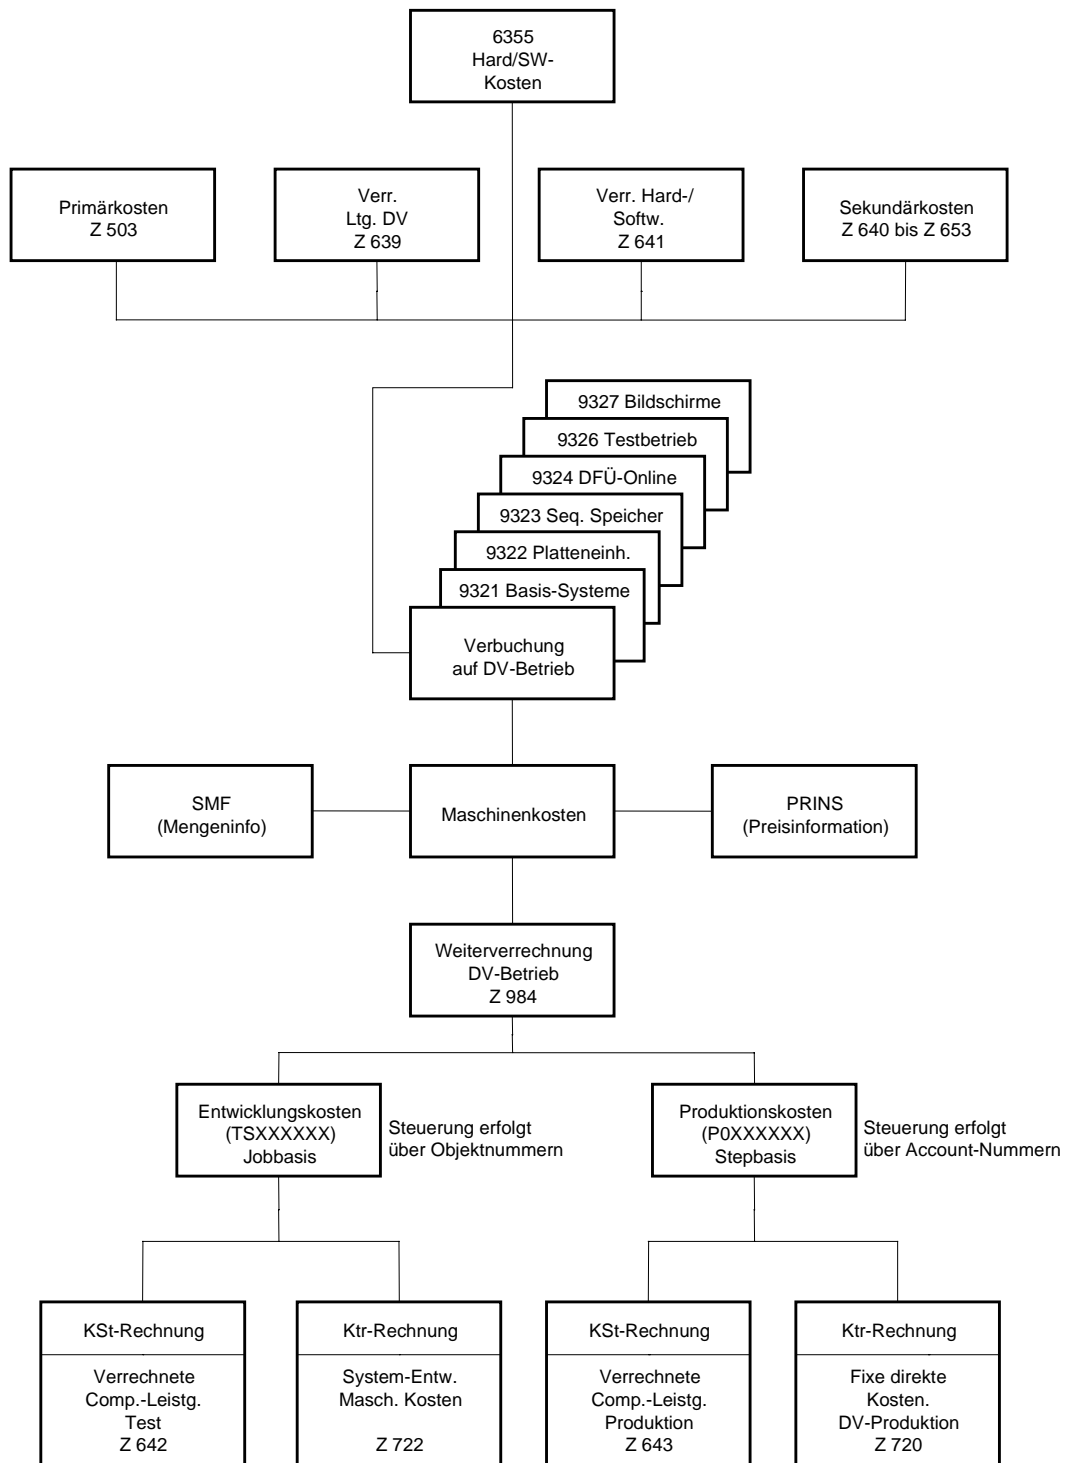 6355
Hard/SW-
Kosten
Primärkosten
Z 503
Verr.
Ltg. DV
Z 639
Verr. Hard-/
Softw.
Z 641
Sekundärkosten
Z 640 bis Z 653
9327 Bildschirme
9326 Testbetrieb
9324 DFÜ-Online
9323 Seq. Speicher
9322 Platteneinh.
9321 Basis-Systeme
Verbuchung
auf DV-Betrieb
SMF
(Mengeninfo)
Maschinenkosten
PRINS
(Preisinformation)
Weiterverrechnung
DV-Betrieb
Z 984
Entwicklungskosten
(TSXXXXXX)
Jobbasis
Steuerung erfolgt
über Objektnummern
Produktionskosten
(P0XXXXXX)
Stepbasis
Steuerung erfolgt
über Account-Nummern
KSt-Rechnung
Verrechnete
Comp.-Leistg.
Test
Z 642
Ktr-Rechnung
System-Entw.
Masch. Kosten
Z 722
KSt-Rechnung
Verrechnete
Comp.-Leistg.
Produktion
Z 643
Ktr-Rechnung
Fixe direkte
Kosten.
DV-Produktion
Z 720